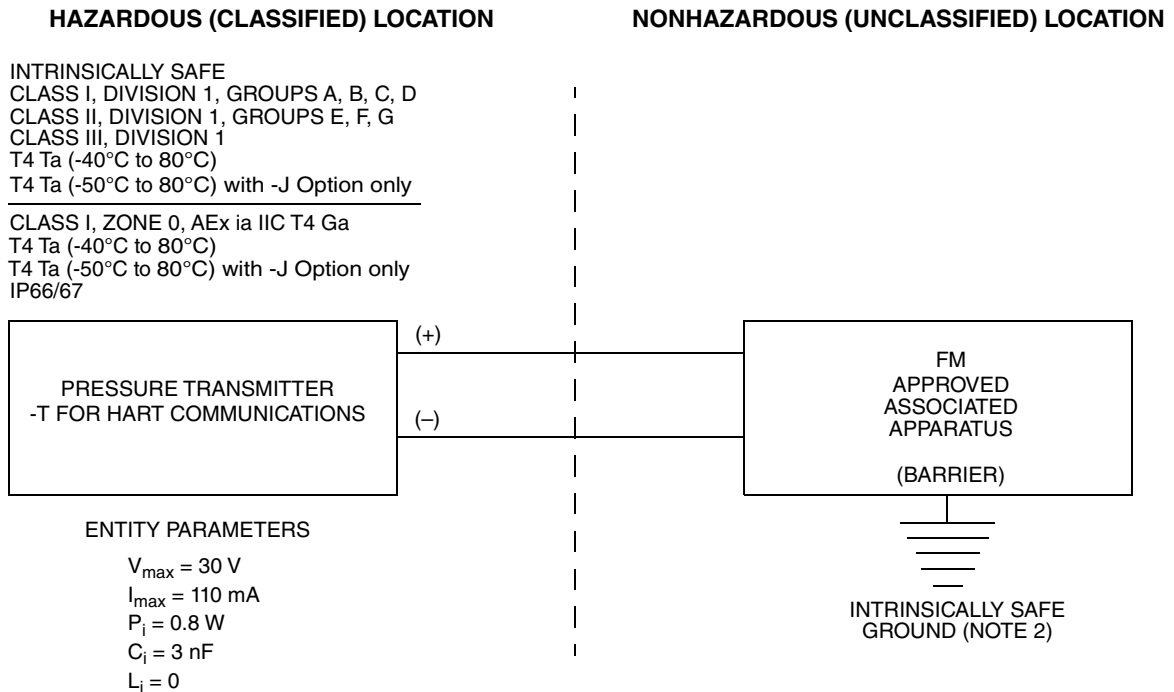 HAZARDOUS (CLASSIFIED) LOCATION
NONHAZARDOUS (UNCLASSIFIED) LOCATION
INTRINSICALLY SAFE
CLASS I, DIVISION 1, GROUPS A, B, C, D
CLASS II, DIVISION 1, GROUPS E, F, G
CLASS III, DIVISION 1
T4 Ta (-40°C to 80°C)
T4 Ta (-50°C to 80°C) with -J Option only
CLASS I, ZONE 0, AEx ia IIC T4 Ga
T4 Ta (-40°C to 80°C)
T4 Ta (-50°C to 80°C) with -J Option only
IP66/67
PRESSURE TRANSMITTER
-T FOR HART COMMUNICATIONS
(+)
(–)
FM
APPROVED
ASSOCIATED
APPARATUS
(BARRIER)
INTRINSICALLY SAFE
GROUND (NOTE 2)
ENTITY PARAMETERS
Vmax = 30 V
Imax = 110 mA
Pi = 0.8 W
Ci = 3 nF
Li = 0